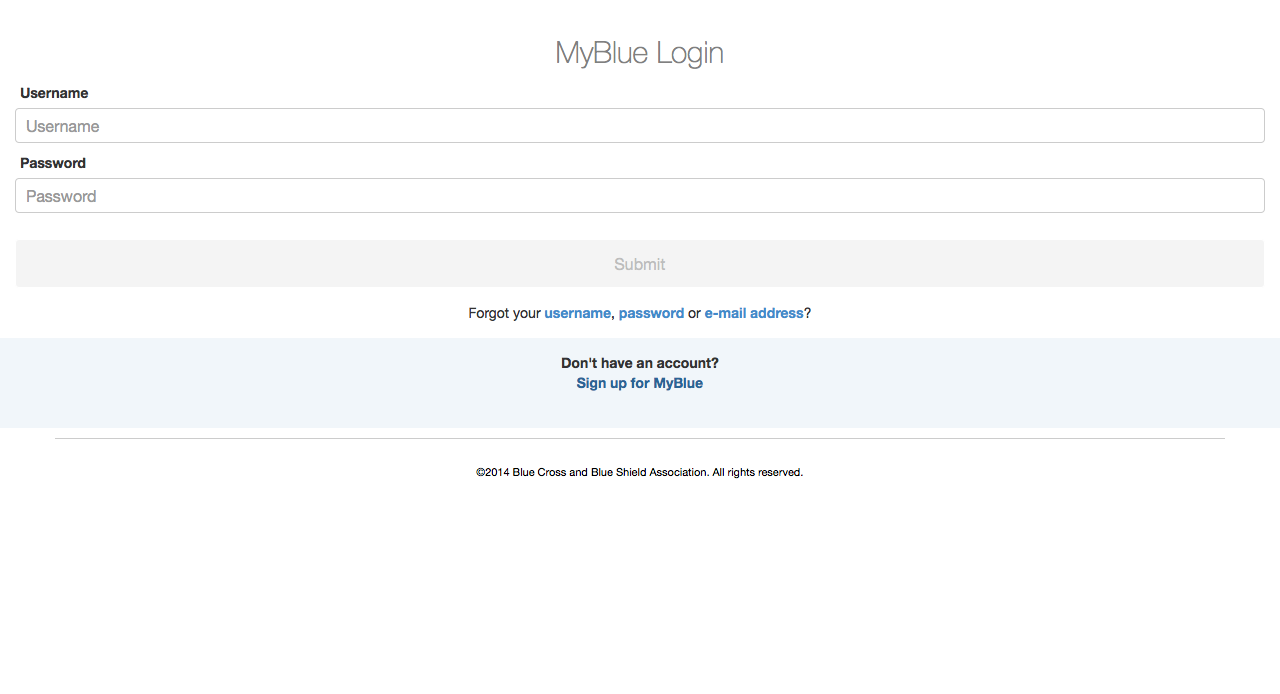 MyBlue Login
Username
Username
Password
Password
Submit
Forgot your username, password or e-mail address?
Don't have an account?
Sign up for MyBlue
©2014 Blue Cross and Blue Shield Association. All rights reserved.